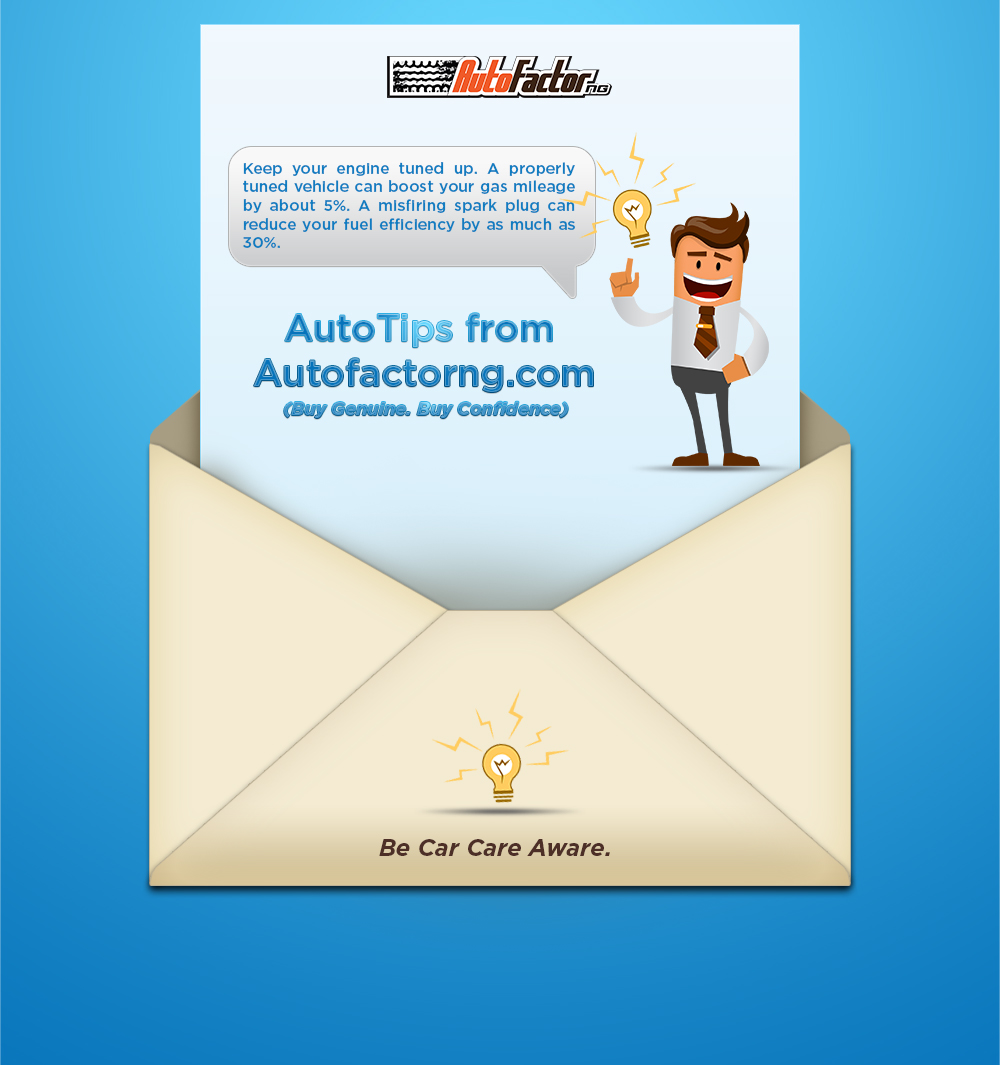 AutoFactorNG
Keep your engine tuned up. A properly
tuned vehicle can boost your gas mileage
by about 5%. A misfiring spark plug can
reduce your fuel efficiency by as much as
30%.
AutoTips from
Autofactorng.com
(Buy Genuine. Buy Confidence)
Be Car Care Aware.